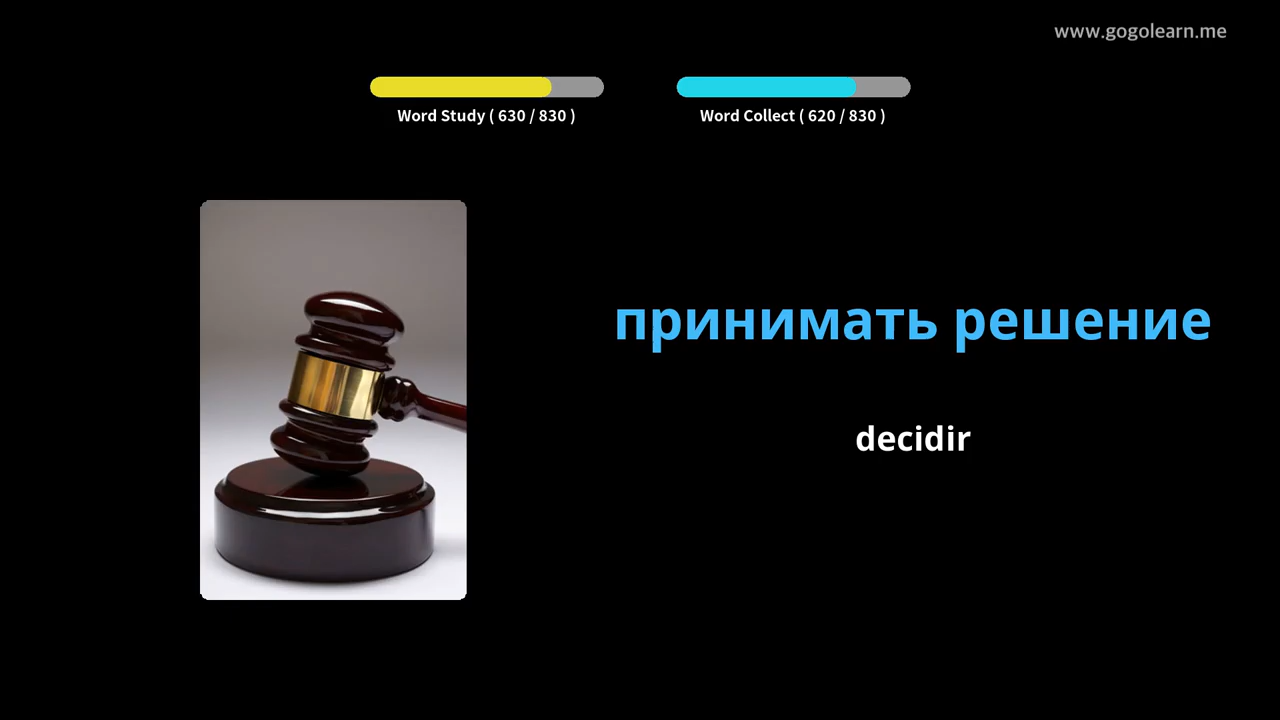 www.gogolearn.me
Word Study ( 630 / 830 )
Word Collect ( 620 / 830 )
принимать решение
decidir